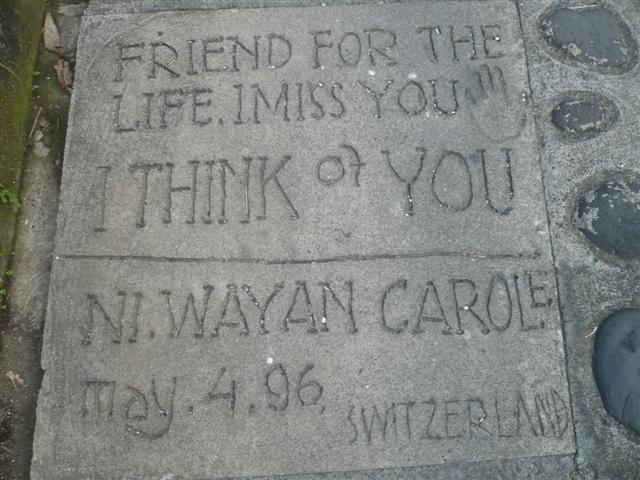 FRIEND FOR THE
LIFE. I MISS YOU
I THINK of YOU
NI. WAYAN CAROLE
may. 4. 96.
SWITZERLAND